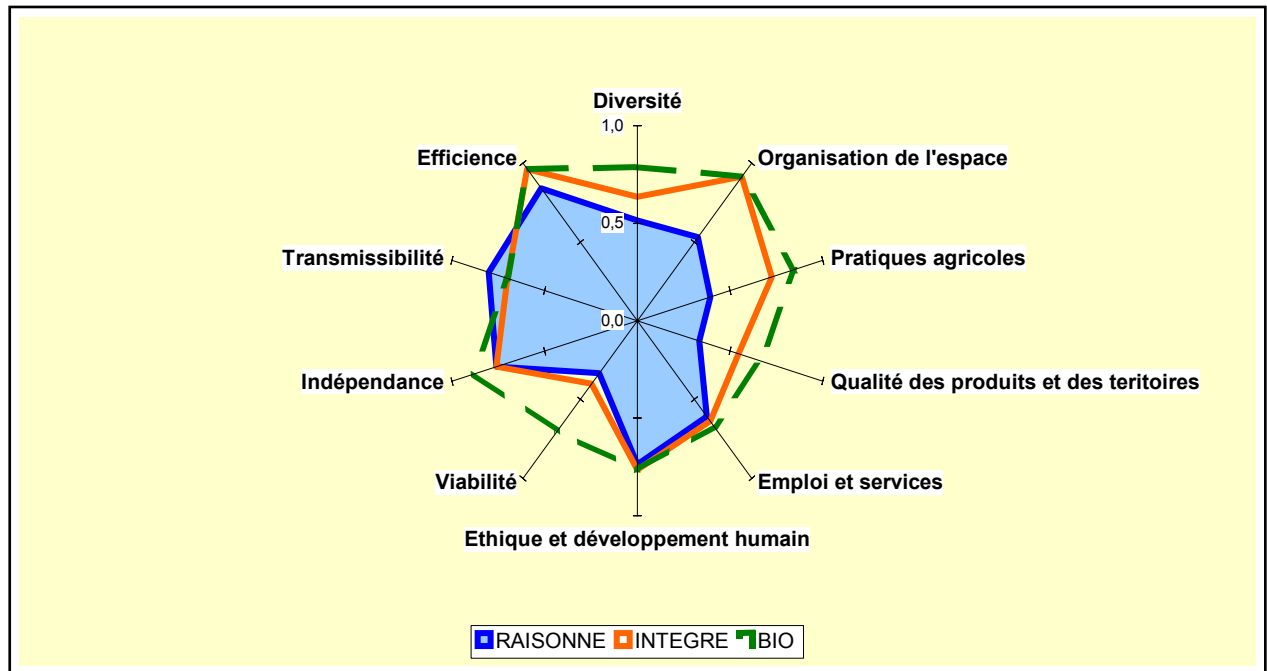 Diversité
1,0
Efficience
Organisation de l'espace
0,5
Transmissibilité
Pratiques agricoles
0,0
Indépendance
Qualité des produits et des teritoires
Viabilité
Emploi et services
Ethique et développement humain
RAISONNE INTEGRE BIO